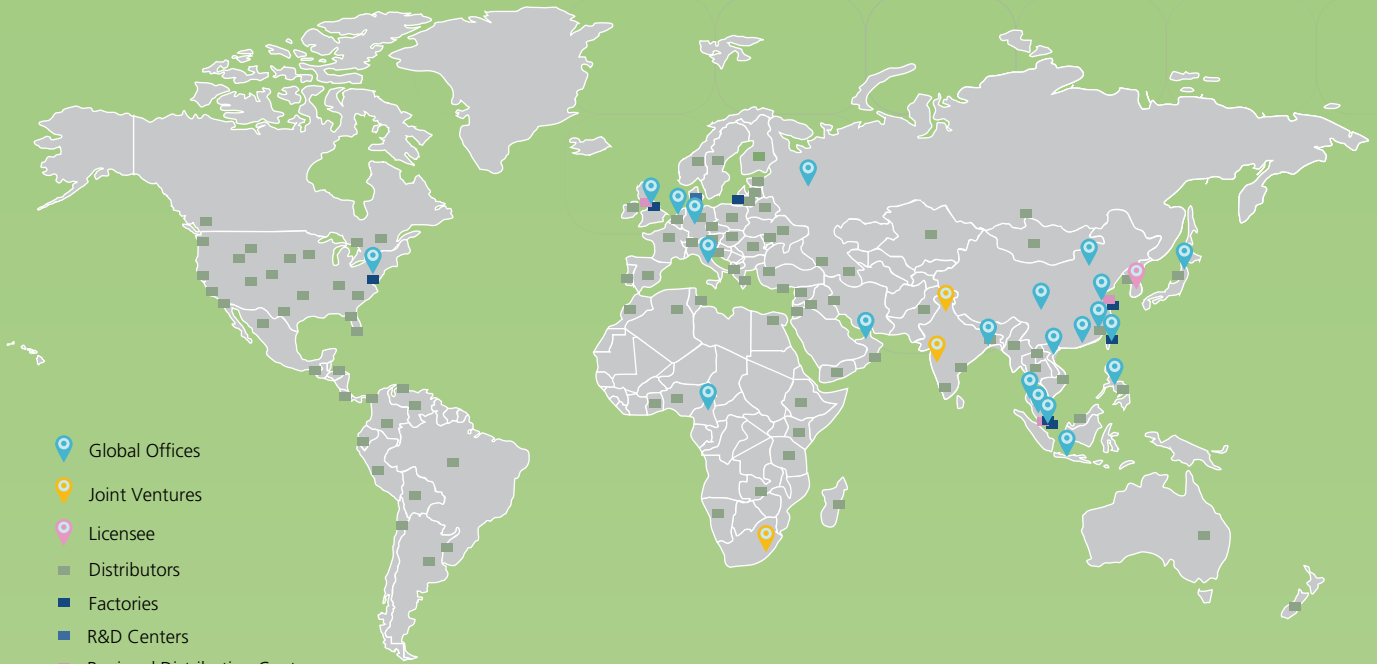 Global Offices
Joint Ventures
Licensee
Distributors
Factories
R&D Centers